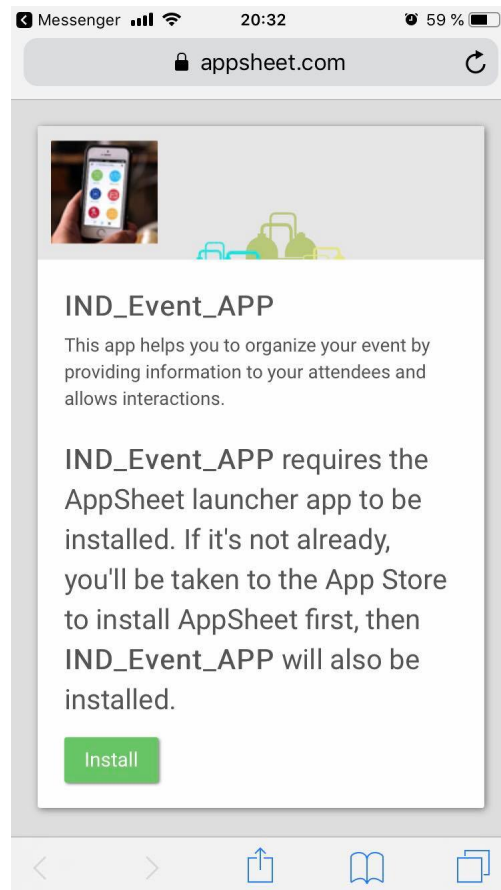 Messenger 20:32 59 %
appsheet.com
IND_Event_APP
This app helps you to organize your event by
providing information to your attendees and
allows interactions.
IND_Event_APP requires the
AppSheet launcher app to be
installed. If it's not already,
you'll be taken to the App Store
to install AppSheet first, then
IND_Event_APP will also be
installed.
Install